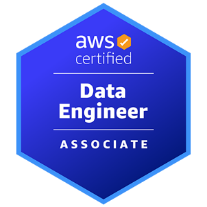 aws
certified
Data
Engineer
ASSOCIATE